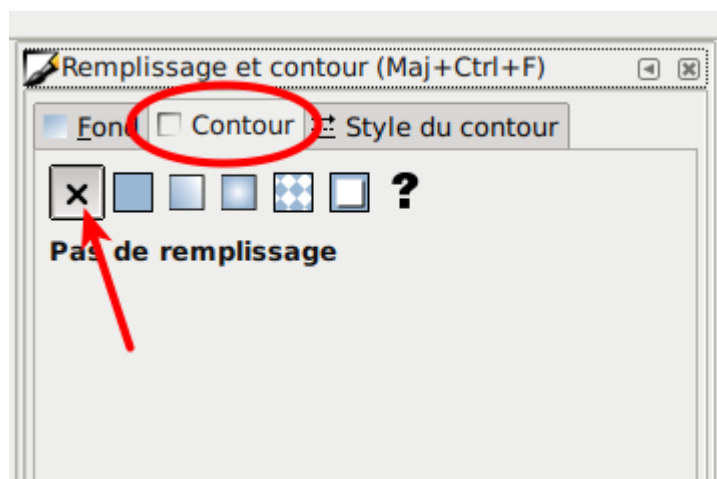 Remplissage et contour (Maj+Ctrl+F)
Fond Contour Style du contour
Pas de remplissage